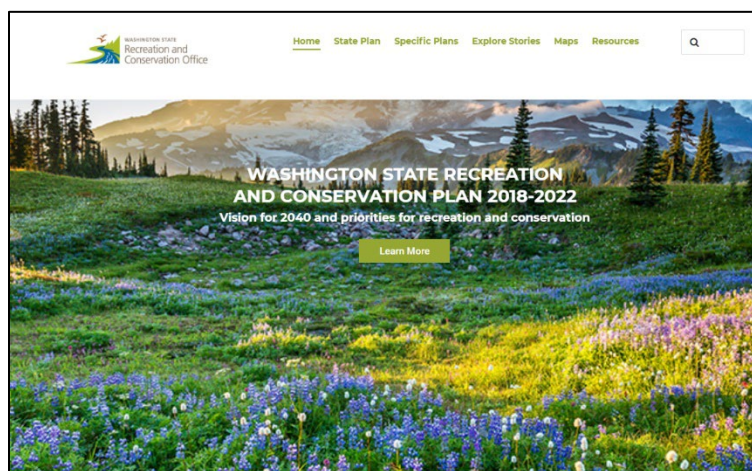 WASHINGTON STATE
Recreation and
Conservation Office
Home State Plan Specific Plans Explore Stories Maps Resources
WASHINGTON STATE RECREATION
AND CONSERVATION PLAN 2018-2022
Vision for 2040 and priorities for recreation and conservation
Learn More